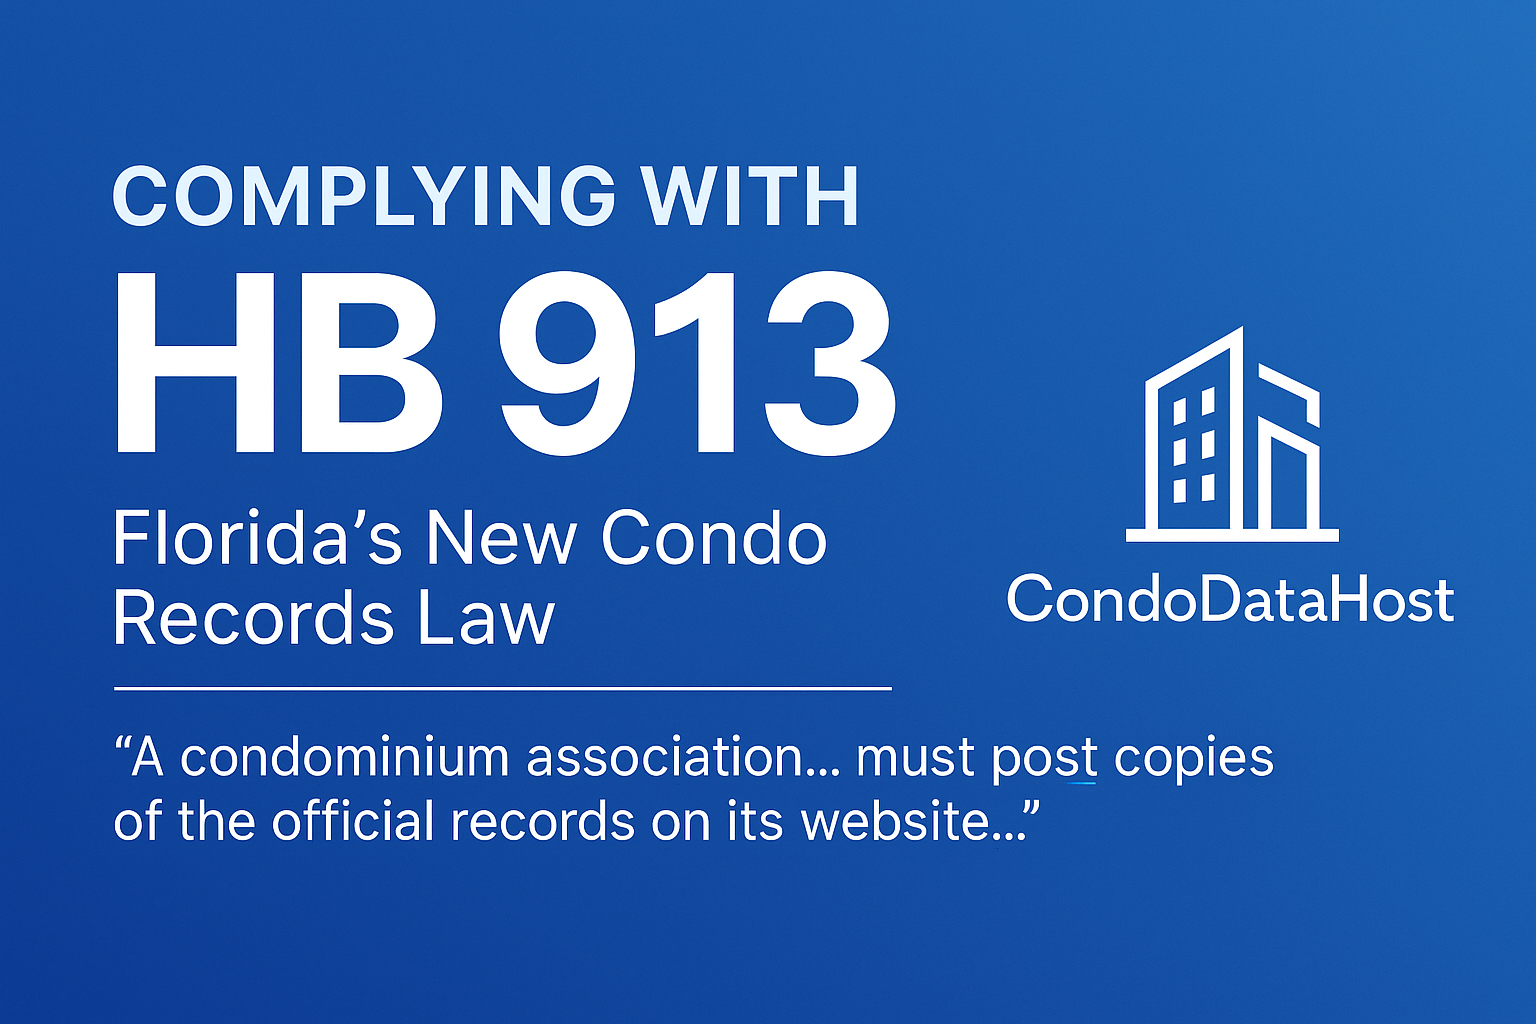 COMPLYING WITH
HB 913
Florida’s New Condo
Records Law
CondoDataHost
“A condominium association... must post copies
of the official records on its website...”